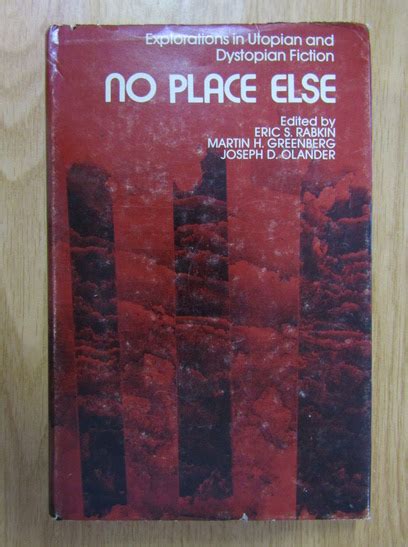 Explorations in Utopian and
Dystopian Fiction
NO PLACE ELSE
Edited by
ERIC S. RABKIN
MARTIN H. GREENBERG
JOSEPH D. OLANDER